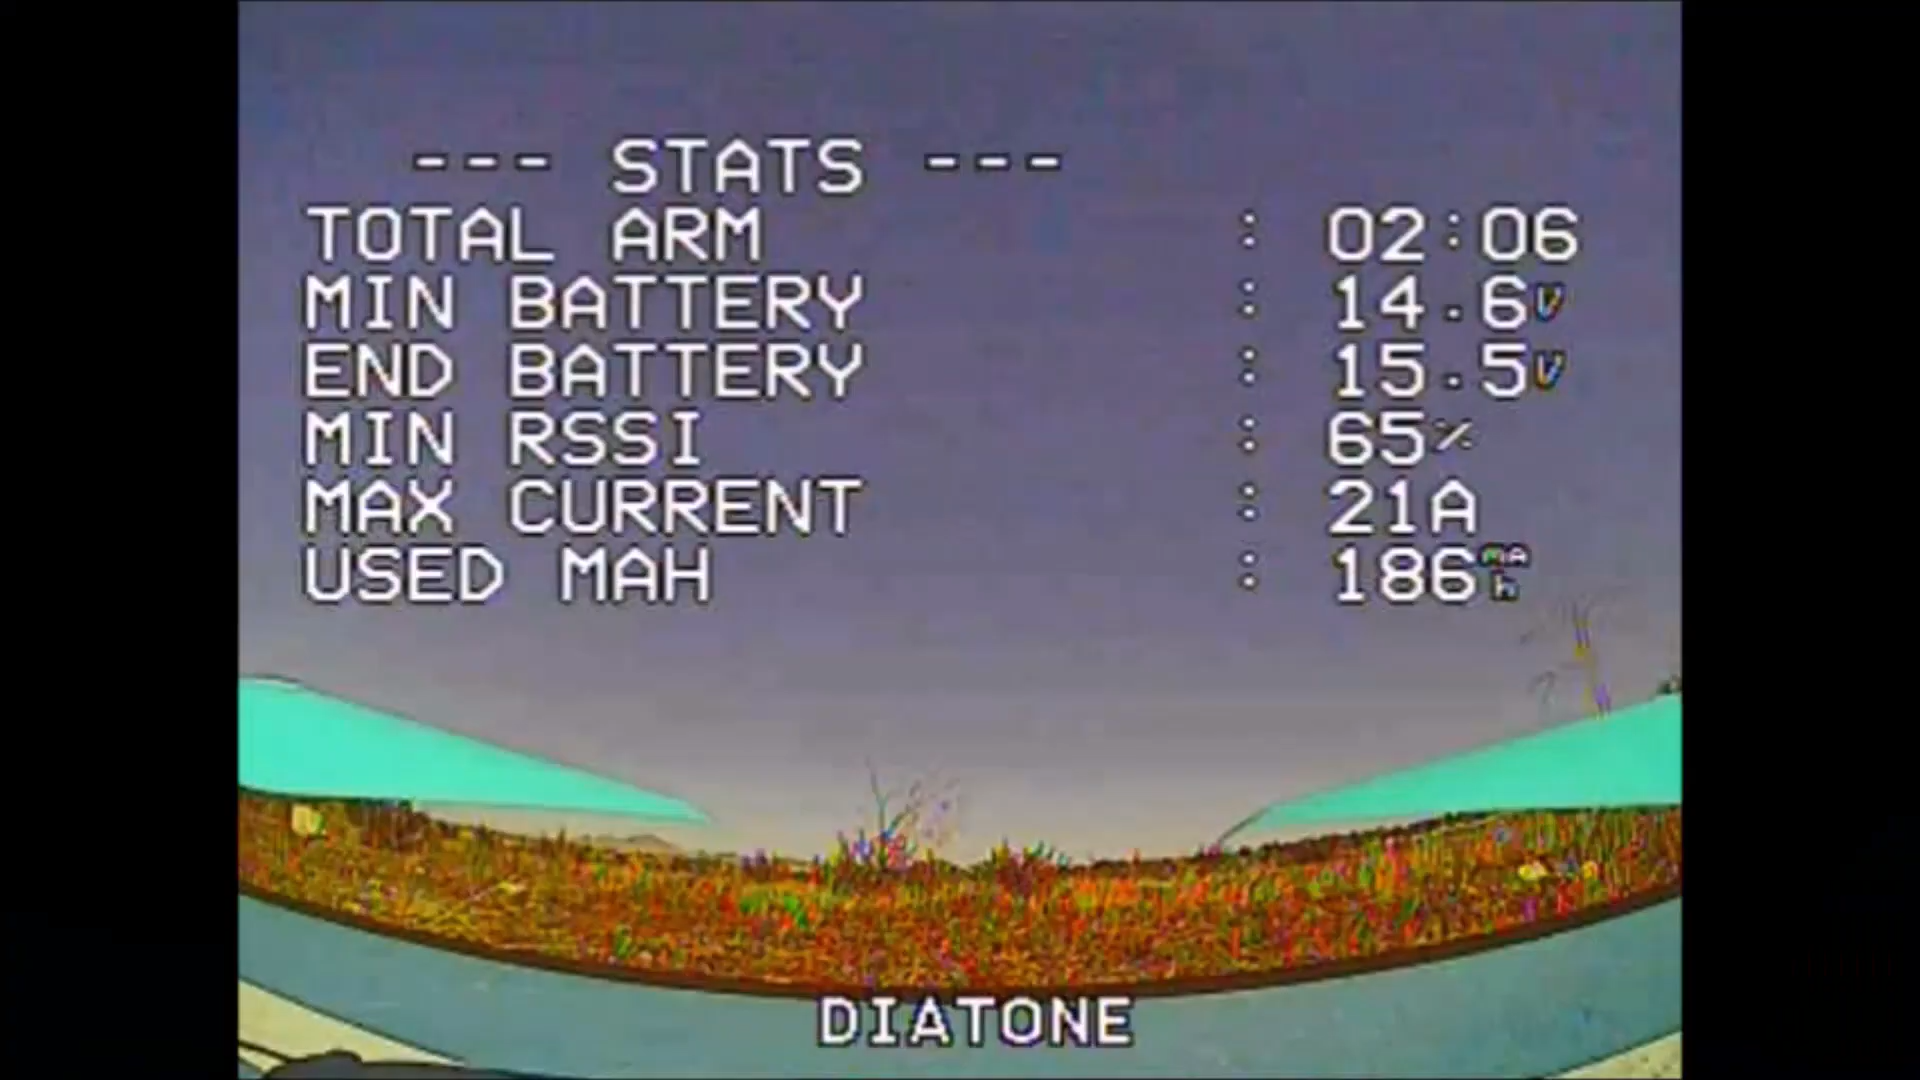 --- STATS ---
TOTAL ARM : 02:06
MIN BATTERY : 14.6V
END BATTERY : 15.5V
MIN RSSI : 65%
MAX CURRENT : 21A
USED MAH : 186mAh
DIATONE